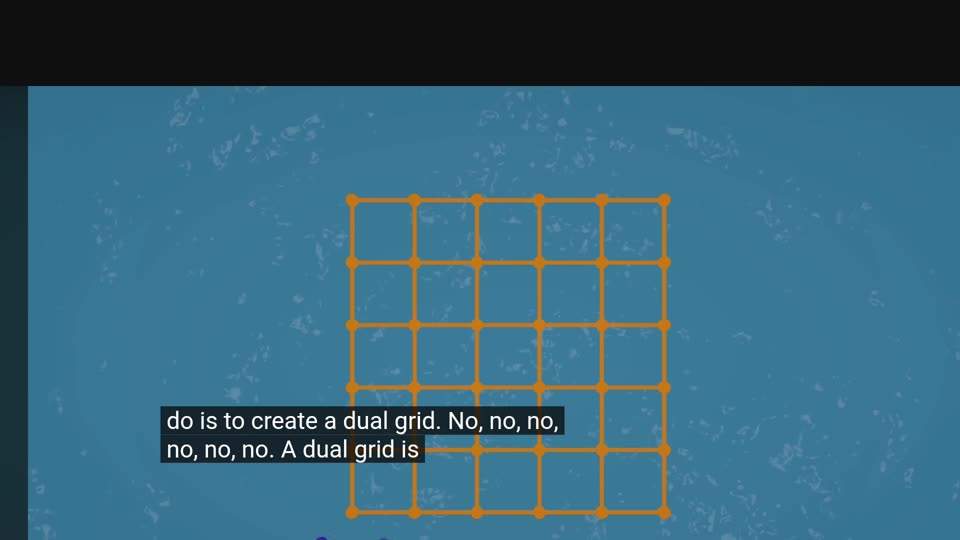 do is to create a dual grid. No, no, no,
no, no, no. A dual grid is